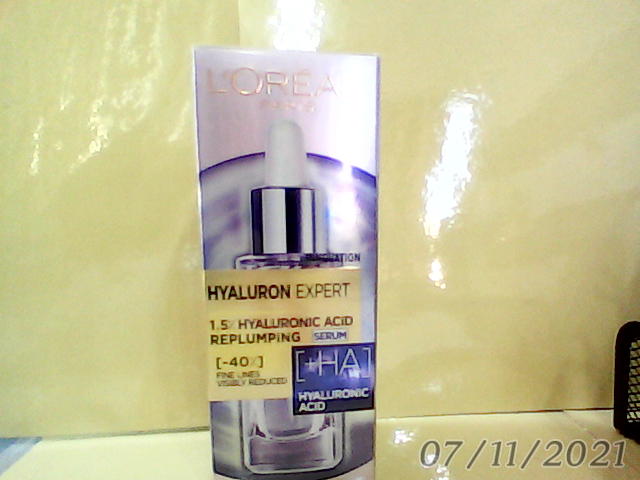 L'ORÉA
PARIS
INNOVATION
HYALURON EXPERT
1.5% HYALURONIC ACID
REPLUMPING SERUM
[-40%]
FINE LINES
VISIBLY REDUCED
[+HA]
HYALURONIC
ACID
07/11/2021